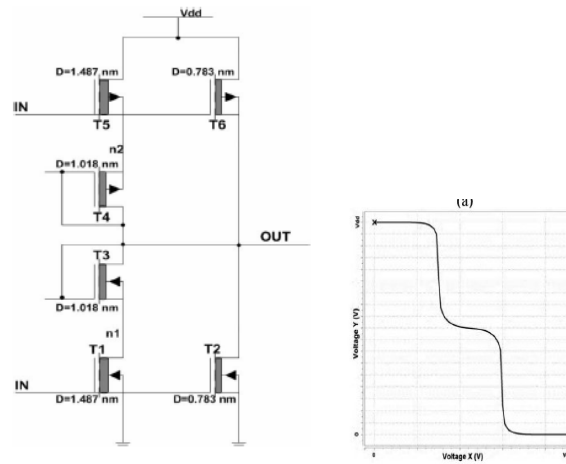 Vdd
D=1.487 nm
D=0.783 nm
IN
T5
T6
n2
D=1.018 nm
T4
OUT
T3
D=1.018 nm
n1
T1
T2
IN
D=1.487 nm
D=0.783 nm
(a)
Vdd
Voltage Y (V)
0
0
Voltage X (V)